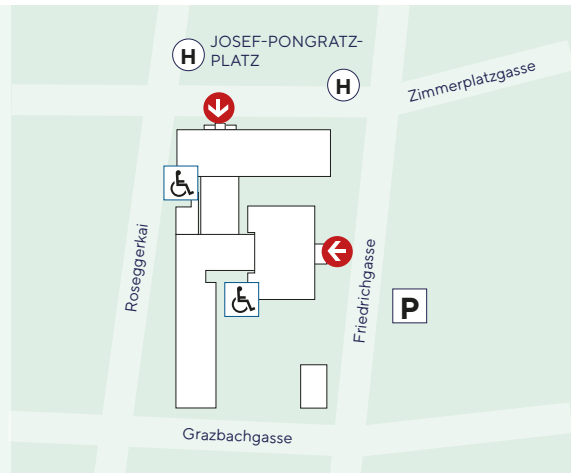 H
JOSEF-PONGRATZ-
PLATZ
H
Zimmerplatzgasse
Roseggerkai
Friedrichgasse
P
Grazbachgasse